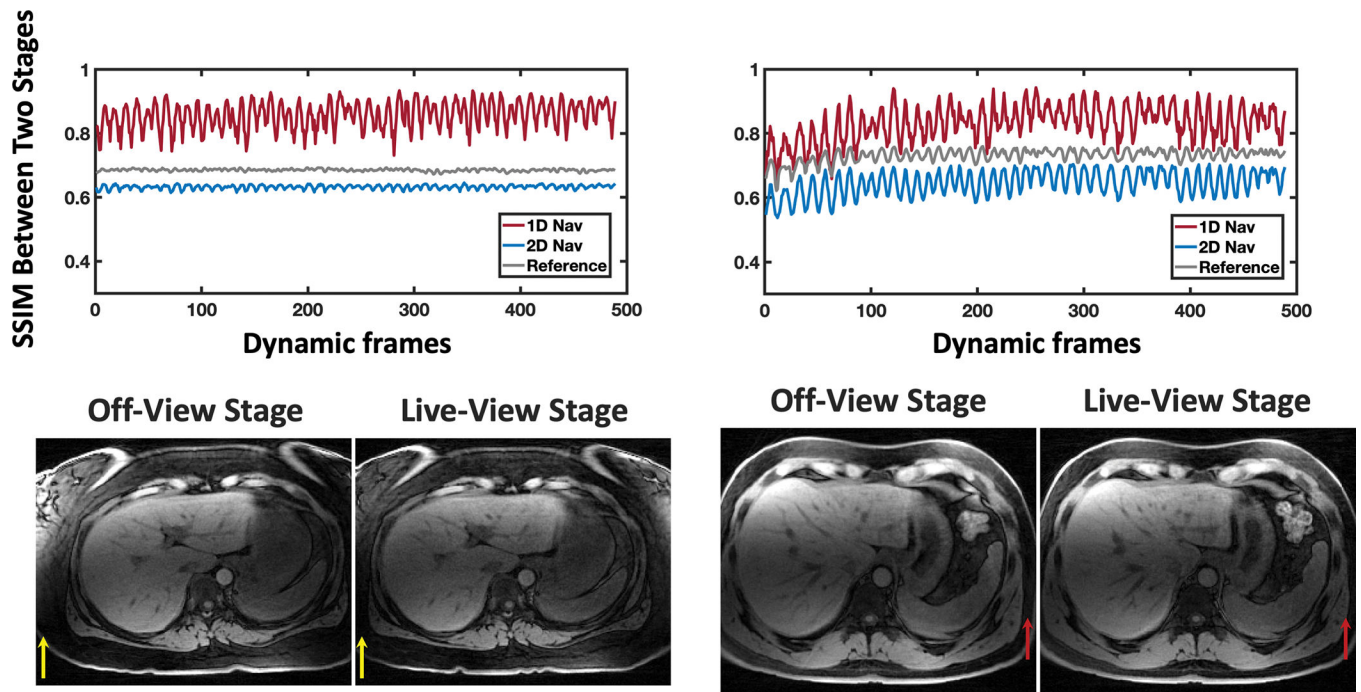 SSIM Between Two Stages
1
0.8
0.6
0.4
0 100 200 300 400 500
1D Nav
2D Nav
Reference
Dynamic frames
1
0.8
0.6
0.4
0 100 200 300 400 500
1D Nav
2D Nav
Reference
Dynamic frames
Off-View Stage
Live-View Stage
Off-View Stage
Live-View Stage